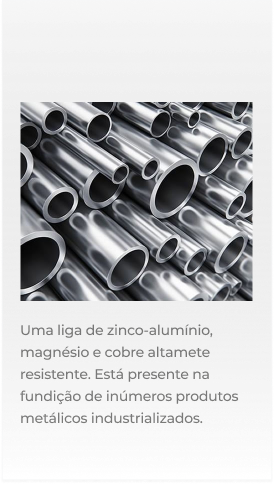 Uma liga de zinco-alumínio,
magnésio e cobre altamete
resistente. Está presente na
fundição de inúmeros produtos
metálicos industrializados.